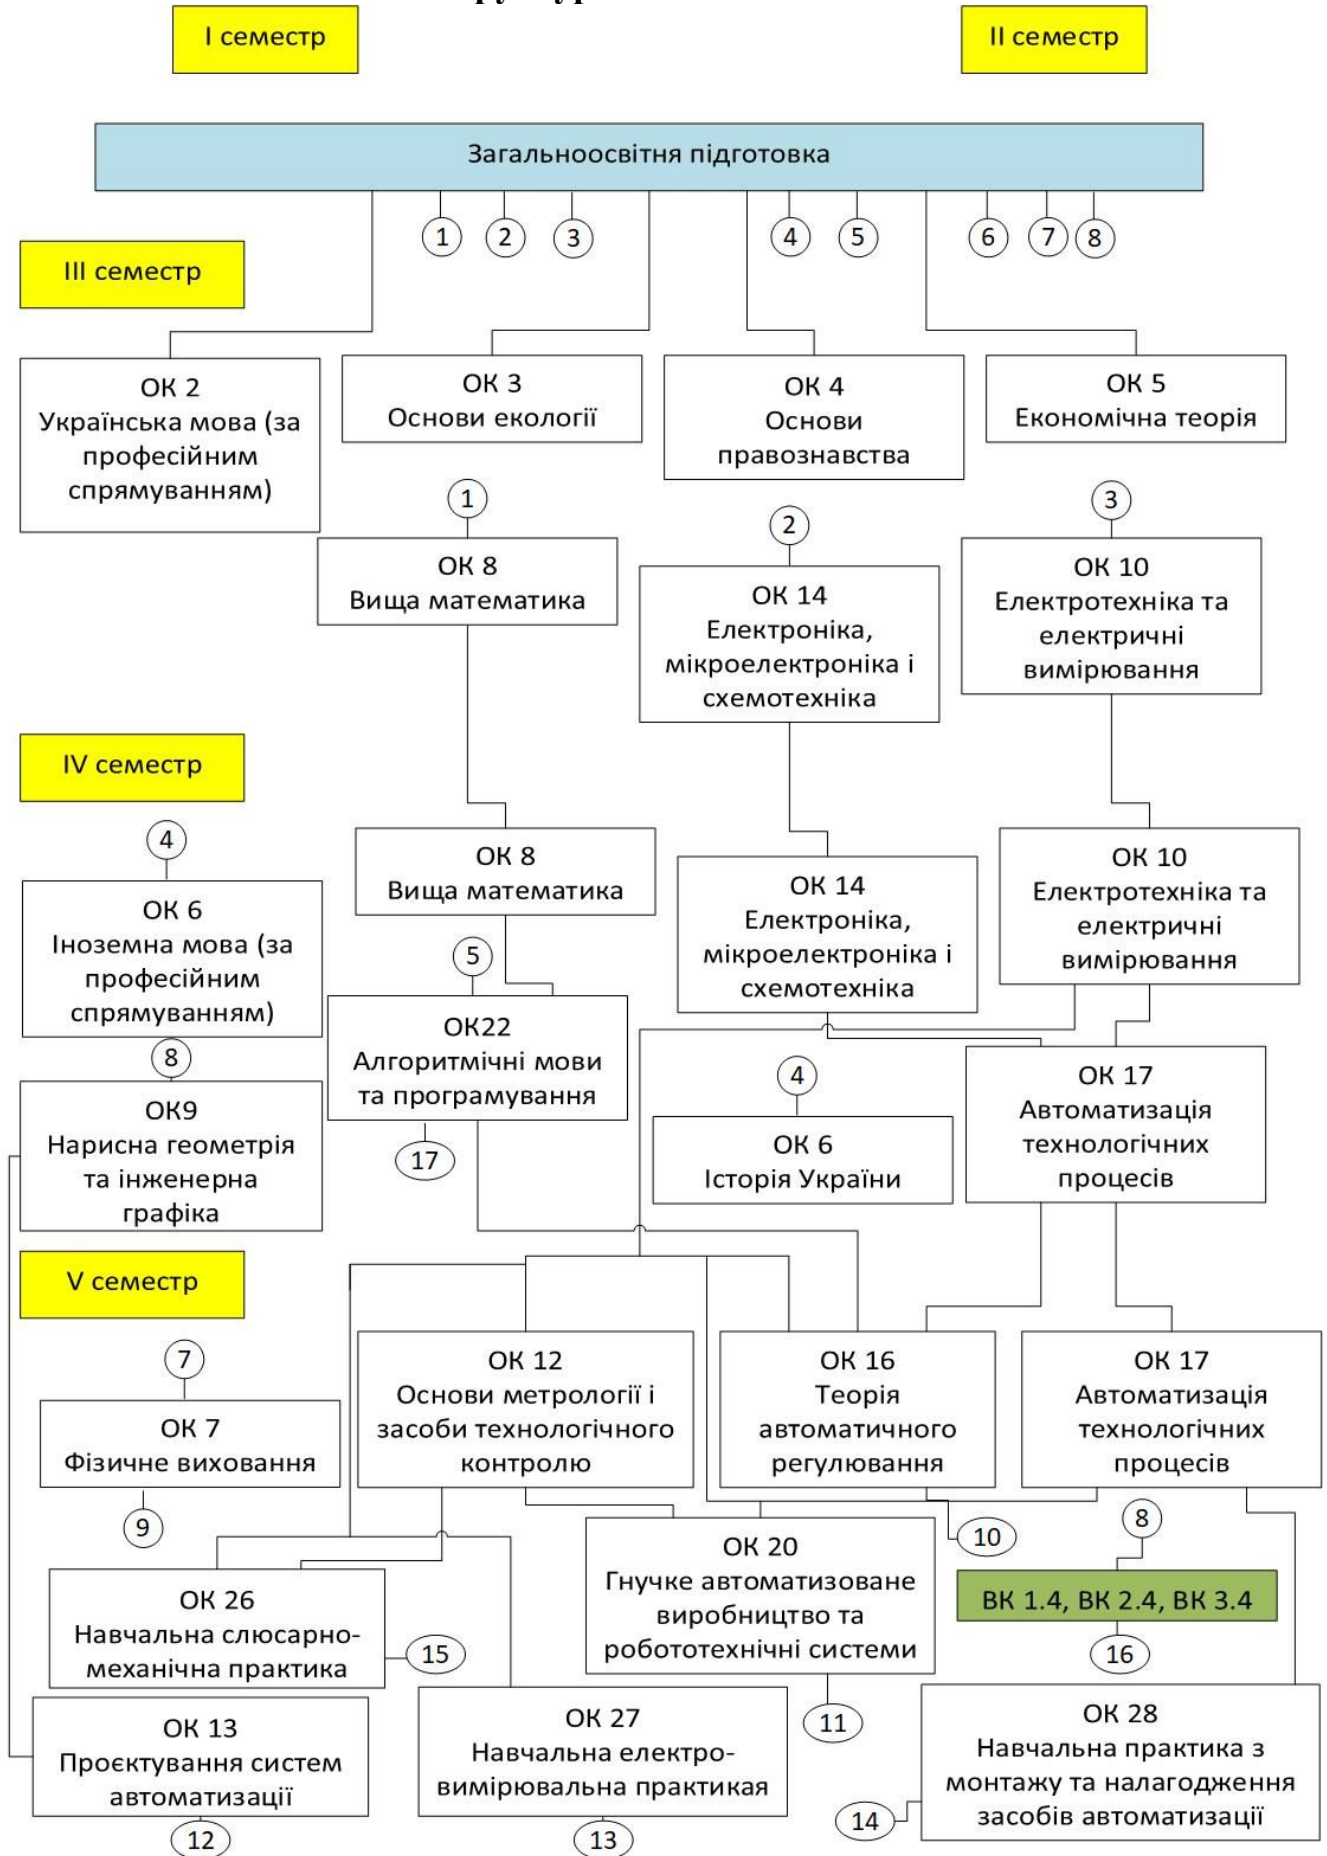 І семестр
ІІ семестр
Загальноосвітня підготовка
1
2
3
4
5
6
7
8
ІІІ семестр
ОК 2
Українська мова (за
професійним
спрямуванням)
ОК 3
Основи екології
ОК 4
Основи
правознавства
ОК 5
Економічна теорія
1
2
3
ОК 8
Вища математика
ОК 14
Електроніка,
мікроелектроніка і
схемотехніка
ОК 10
Електротехніка та
електричні
вимірювання
IV семестр
4
ОК 6
Іноземна мова (за
професійним
спрямуванням)
ОК 8
Вища математика
ОК 14
Електроніка,
мікроелектроніка і
схемотехніка
ОК 10
Електротехніка та
електричні
вимірювання
5
ОК22
Алгоритмічні мови
та програмування
8
ОК9
Нарисна геометрія
та інженерна
графіка
17
4
ОК 6
Історія України
ОК 17
Автоматизація
технологічних
процесів
V семестр
7
ОК 7
Фізичне виховання
9
ОК 12
Основи метрології і
засоби технологічного
контролю
ОК 16
Теорія
автоматичного
регулювання
ОК 17
Автоматизація
технологічних
процесів
10
8
ОК 26
Навчальна слюсарно-
механічна практика
15
ОК 20
Гнучке автоматизоване
виробництво та
робототехнічні системи
11
ВК 1.4, ВК 2.4, ВК 3.4
16
ОК 13
Проєктування систем
автоматизації
12
ОК 27
Навчальна електро-
вимірювальна практикая
13
ОК 28
Навчальна практика з
монтажу та налагодження
засобів автоматизації
14